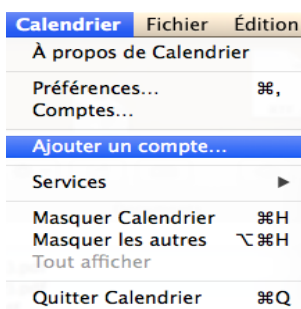 Calendrier Fichier Édition
À propos de Calendrier
Préférences... ⌘,
Comptes...
Ajouter un compte...
Services ▶
Masquer Calendrier ⌘H
Masquer les autres ⌥⌘H
Tout afficher
Quitter Calendrier ⌘Q